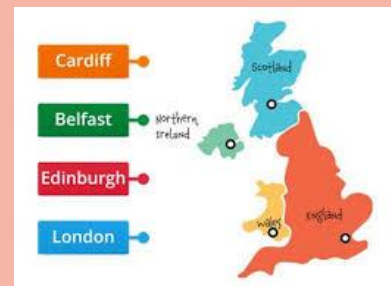 Cardiff
Belfast
Edinburgh
London
Scotland
Northern
Ireland
Wales
England